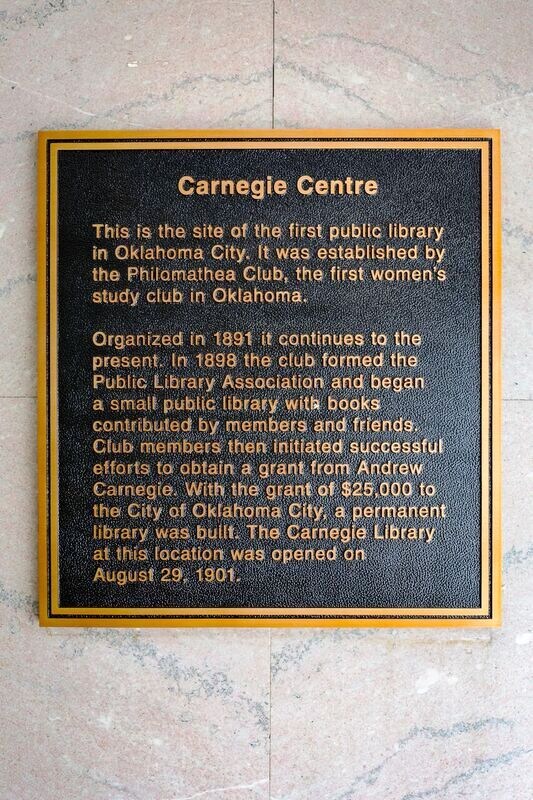 Carnegie Centre
This is the site of the first public library
in Oklahoma City. It was established by
the Philomathea Club, the first women's
study club in Oklahoma.
Organized in 1891 it continues to the
present. In 1898 the club formed the
Public Library Association and began
a small public library with books
contributed by members and friends.
Club members then initiated successful
efforts to obtain a grant from Andrew
Carnegie. With the grant of $25,000 to
the City of Oklahoma City, a permanent
library was built. The Carnegie Library
at this location was opened on
August 29, 1901.